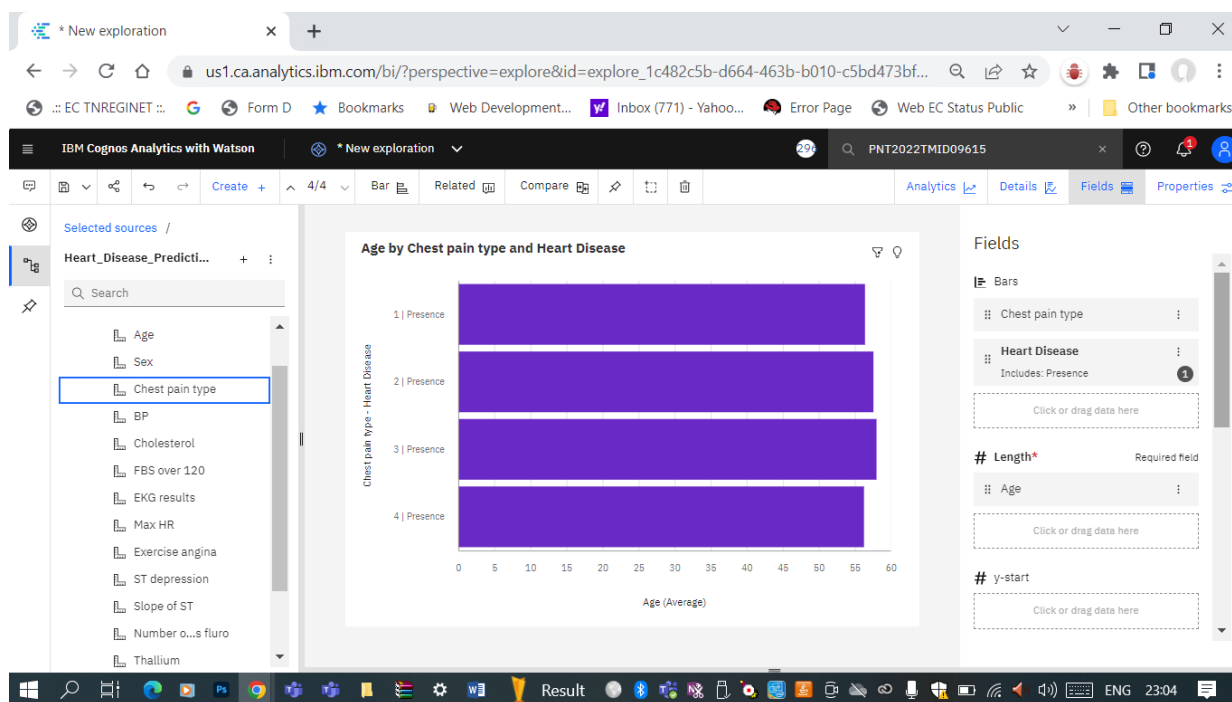 * New exploration
us1.ca.analytics.ibm.com/bi/?perspective=explore&id=explore_1c482c5b-d664-463b-b010-c5bd473bf...
.:: EC TNREGINET ::. Form D Bookmarks Web Development... Inbox (771) - Yahoo... Error Page Web EC Status Public » Other bookmarks
IBM Cognos Analytics with Watson * New exploration PNT2022TMID09615
Create + 4/4 Bar Related Compare Analytics Details Fields Properties
Selected sources /
Heart_Disease_Predicti...
Search
Age
Sex
Chest pain type
BP
Cholesterol
FBS over 120
EKG results
Max HR
Exercise angina
ST depression
Slope of ST
Number o...s fluro
Thallium
Age by Chest pain type and Heart Disease
Chest pain type - Heart Disease
1 | Presence
2 | Presence
3 | Presence
4 | Presence
0 5 10 15 20 25 30 35 40 45 50 55 60
Age (Average)
Fields
Bars
Chest pain type
Heart Disease
Includes: Presence
1
Click or drag data here
# Length* Required field
Age
Click or drag data here
# y-start
Click or drag data here
Ps Result ENG 23:04